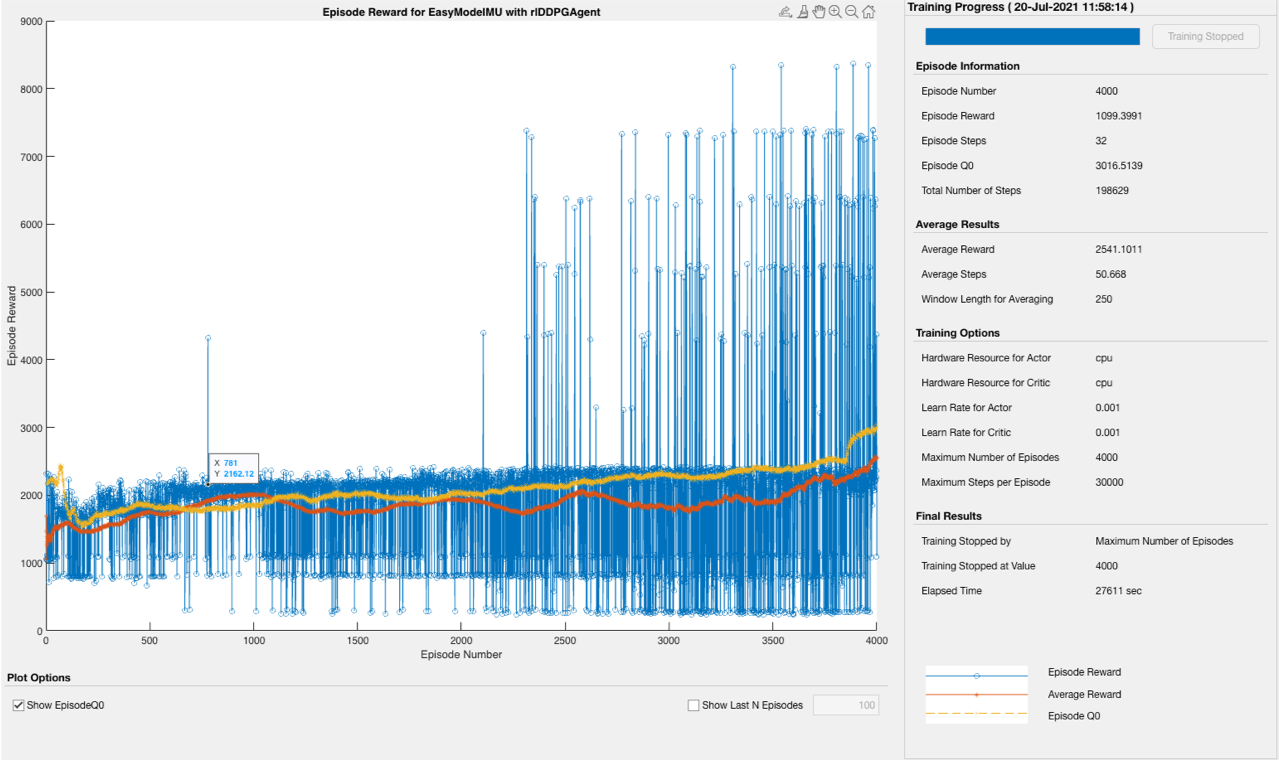 Episode Reward for EasyModelMU with rlDDPGAgent
9000
8000
7000
6000
5000
4000
3000
2000
1000
0
Episode Reward
X 781
Y 2162.12
0 500 1000 1500 2000 2500 3000 3500 4000
Episode Number
Plot Options
Show EpisodeQ0
Show Last N Episodes 100
Training Progress ( 20-Jul-2021 11:58:14 )
Training Stopped
Episode Information
Episode Number 4000
Episode Reward 1099.3991
Episode Steps 32
Episode Q0 3016.5139
Total Number of Steps 198629
Average Results
Average Reward 2541.1011
Average Steps 50.668
Window Length for Averaging 250
Training Options
Hardware Resource for Actor cpu
Hardware Resource for Critic cpu
Learn Rate for Actor 0.001
Learn Rate for Critic 0.001
Maximum Number of Episodes 4000
Maximum Steps per Episode 30000
Final Results
Training Stopped by Maximum Number of Episodes
Training Stopped at Value 4000
Elapsed Time 27611 sec
Episode Reward
Average Reward
Episode Q0